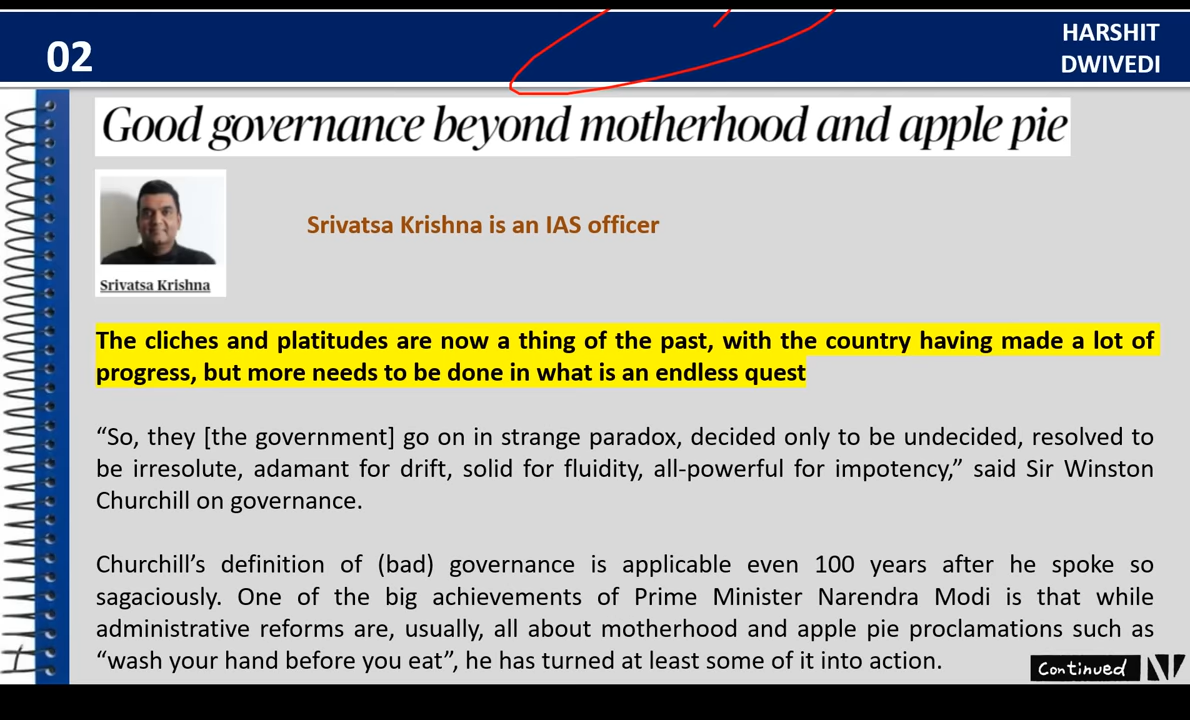 02
HARSHIT
DWIVEDI
Good governance beyond motherhood and apple pie
Srivatsa Krishna is an IAS officer
Srivatsa Krishna
The cliches and platitudes are now a thing of the past, with the country having made a lot of
progress, but more needs to be done in what is an endless quest
“So, they [the government] go on in strange paradox, decided only to be undecided, resolved to
be irresolute, adamant for drift, solid for fluidity, all-powerful for impotency,” said Sir Winston
Churchill on governance.
Churchill’s definition of (bad) governance is applicable even 100 years after he spoke so
sagaciously. One of the big achievements of Prime Minister Narendra Modi is that while
administrative reforms are, usually, all about motherhood and apple pie proclamations such as
“wash your hand before you eat”, he has turned at least some of it into action.
Continued